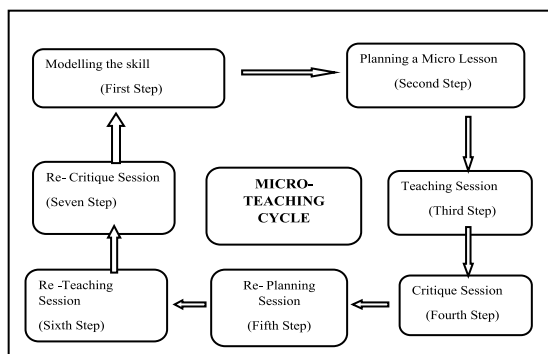 Modelling the skill
(First Step)
Planning a Micro Lesson
(Second Step)
Teaching Session
(Third Step)
Critique Session
(Fourth Step)
Re- Planning
Session
(Fifth Step)
Re -Teaching
Session
(Sixth Step)
Re- Critique Session
(Seven Step)
MICRO-
TEACHING
CYCLE